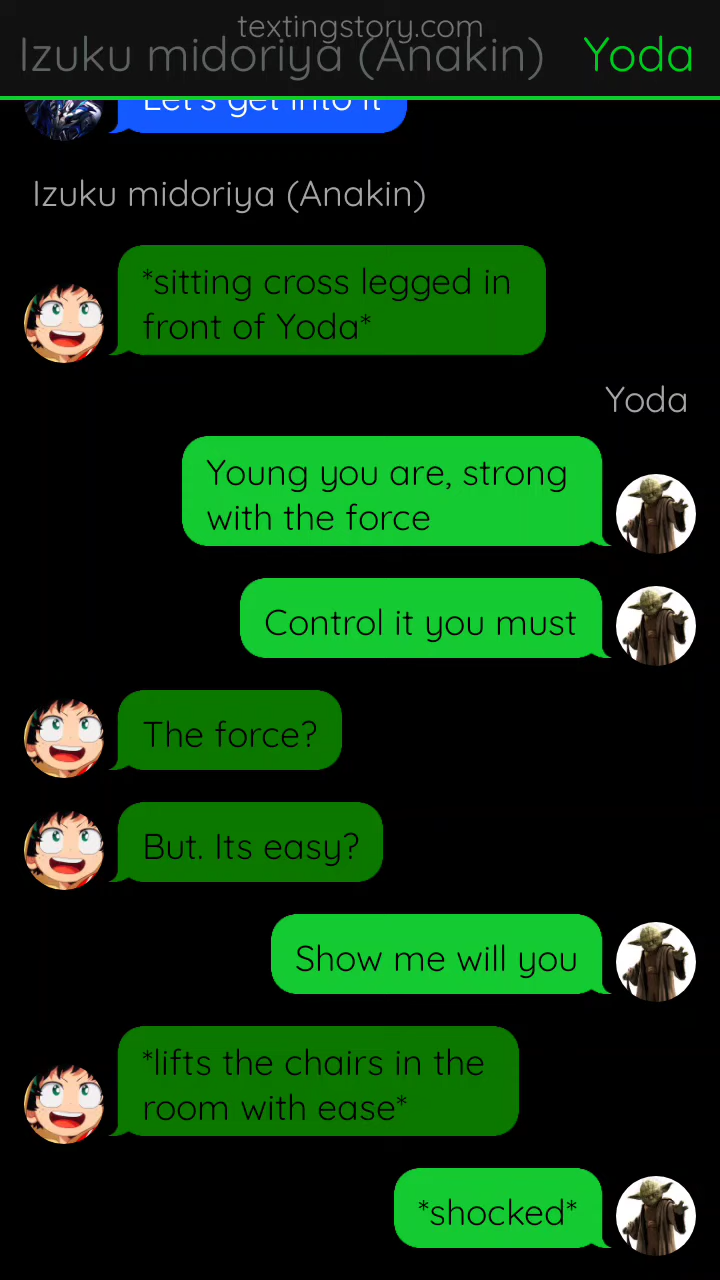 textingstory.com
Izuku midoriya (Anakin) Yoda
Let's get into it
Izuku midoriya (Anakin)
*sitting cross legged in
front of Yoda*
Yoda
Young you are, strong
with the force
Control it you must
The force?
But. Its easy?
Show me will you
*lifts the chairs in the
room with ease*
*shocked*